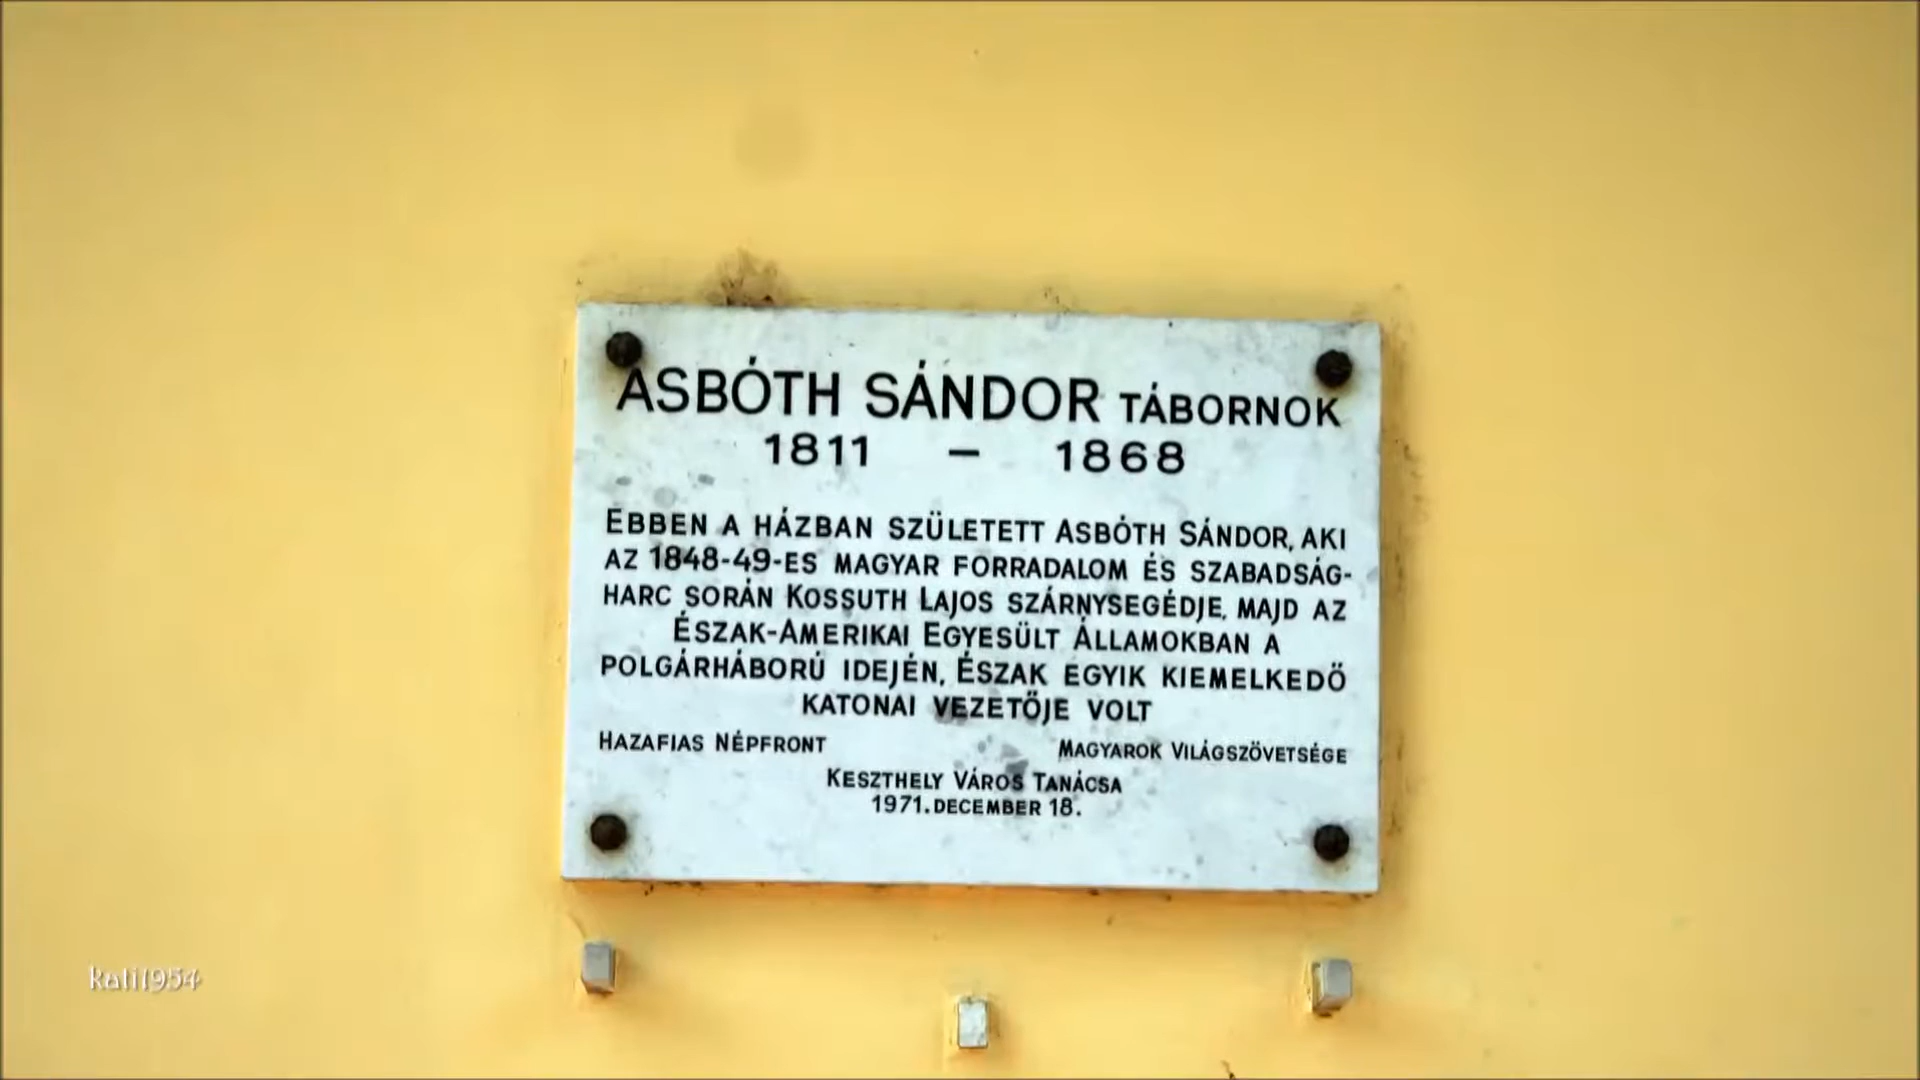 ASBÓTH SÁNDOR TÁBORNOK
1811 – 1868
EBBEN A HÁZBAN SZÜLETETT ASBÓTH SÁNDOR, AKI
AZ 1848-49-ES MAGYAR FORRADALOM ÉS SZABADSÁG-
HARC SORÁN KOSSUTH LAJOS SZÁRNYSEGÉDJE, MAJD AZ
ÉSZAK-AMERIKAI EGYESÜLT ÁLLAMOKBAN A
POLGÁRHÁBORÚ IDEJÉN, ÉSZAK EGYIK KIEMELKEDŐ
KATONAI VEZETŐJE VOLT
HAZAFIAS NÉPFRONT MAGYAROK VILÁGSZÖVETSÉGE
KESZTHELY VÁROS TANÁCSA
1971. DECEMBER 18.
kati1954